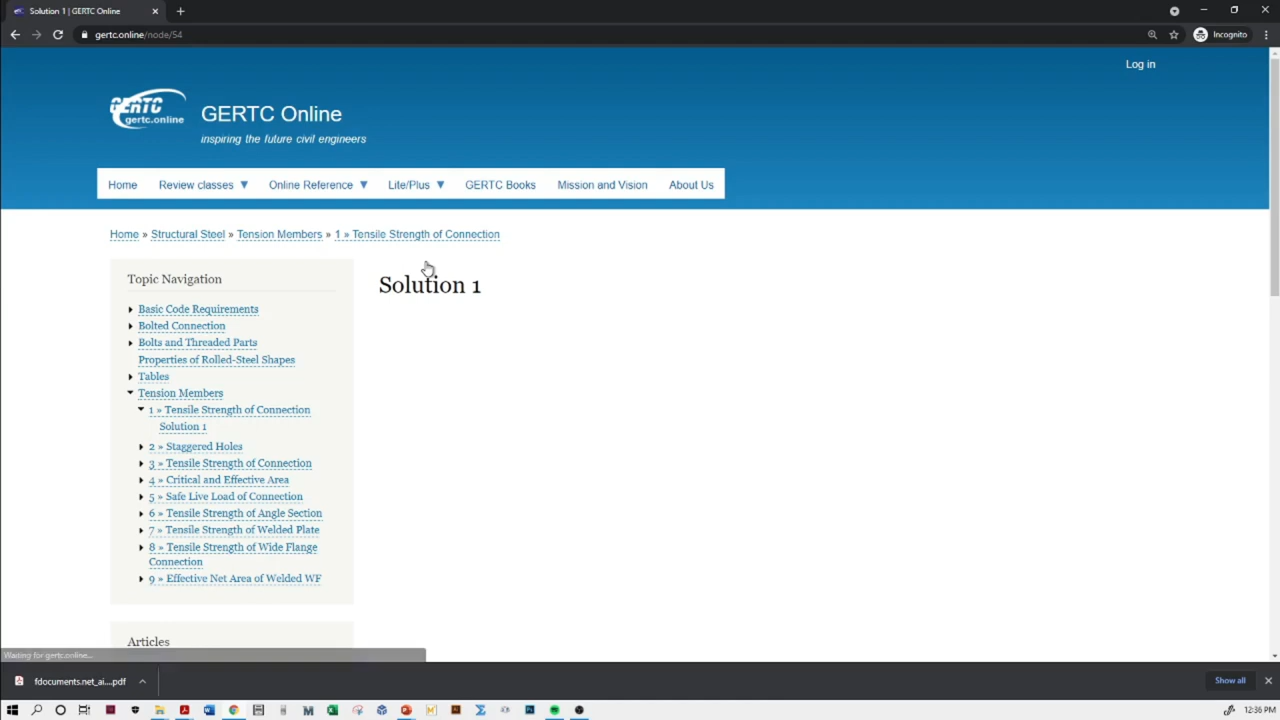 Solution 1 | GERTC Online
gertc.online/node/54
Incognito
Log in
GERTC
gertc.online
GERTC Online
inspiring the future civil engineers
Home Review classes Online Reference Lite/Plus GERTC Books Mission and Vision About Us
Home » Structural Steel » Tension Members » 1 » Tensile Strength of Connection
Topic Navigation
Solution 1
Basic Code Requirements
Bolted Connection
Bolts and Threaded Parts
Properties of Rolled-Steel Shapes
Tables
Tension Members
1 » Tensile Strength of Connection
Solution 1
2 » Staggered Holes
3 » Tensile Strength of Connection
4 » Critical and Effective Area
5 » Safe Live Load of Connection
6 » Tensile Strength of Angle Section
7 » Tensile Strength of Welded Plate
8 » Tensile Strength of Wide Flange
Connection
9 » Effective Net Area of Welded WF
Articles
Waiting for gertc.online...
fdocuments.net_ai....pdf
Show all
12:36 PM